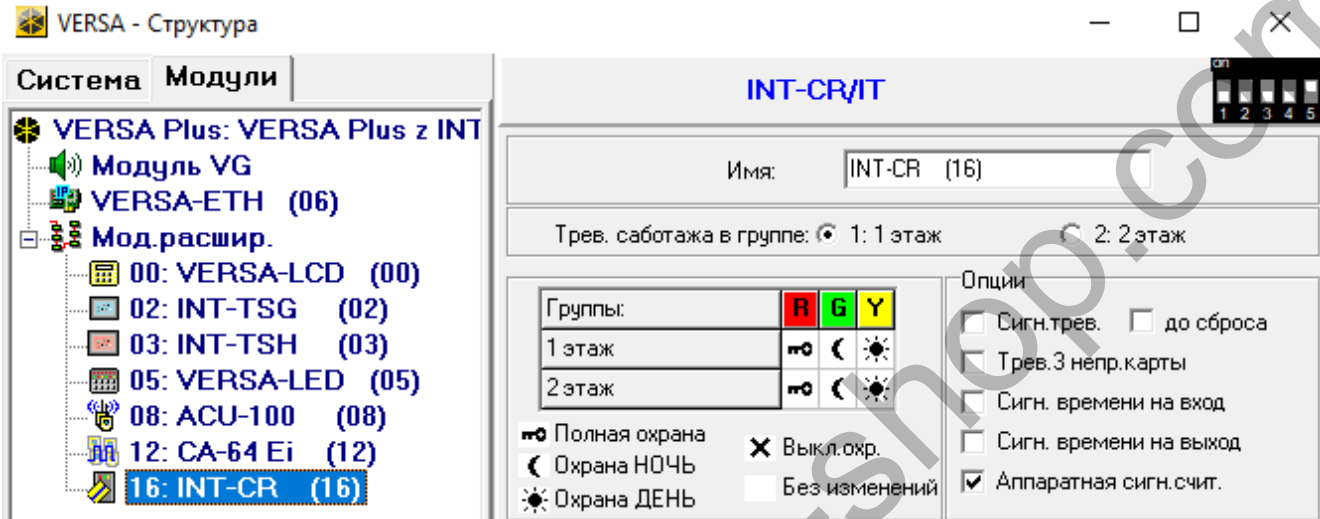 VERSA - Структура
Система Модули
VERSA Plus: VERSA Plus z INT
Модуль VG
VERSA-ETH (06)
Мод.расшир.
00: VERSA-LCD (00)
02: INT-TSG (02)
03: INT-TSH (03)
05: VERSA-LED (05)
08: ACU-100 (08)
12: CA-64 Ei (12)
16: INT-CR (16)
INT-CR/IT
on
1 2 3 4 5
Имя: INT-CR (16)
Трев. саботажа в группе: 1: 1 этаж 2: 2 этаж
Группы: R G Y
1 этаж
2 этаж
Полная охрана
Охрана НОЧЬ
Охрана ДЕНЬ
Выкл.охр.
Без изменений
Опции
Сигн.трев. до сброса
Трев.3 непр.карты
Сигн. времени на вход
Сигн. времени на выход
Аппаратная сигн.счит.
shop.com